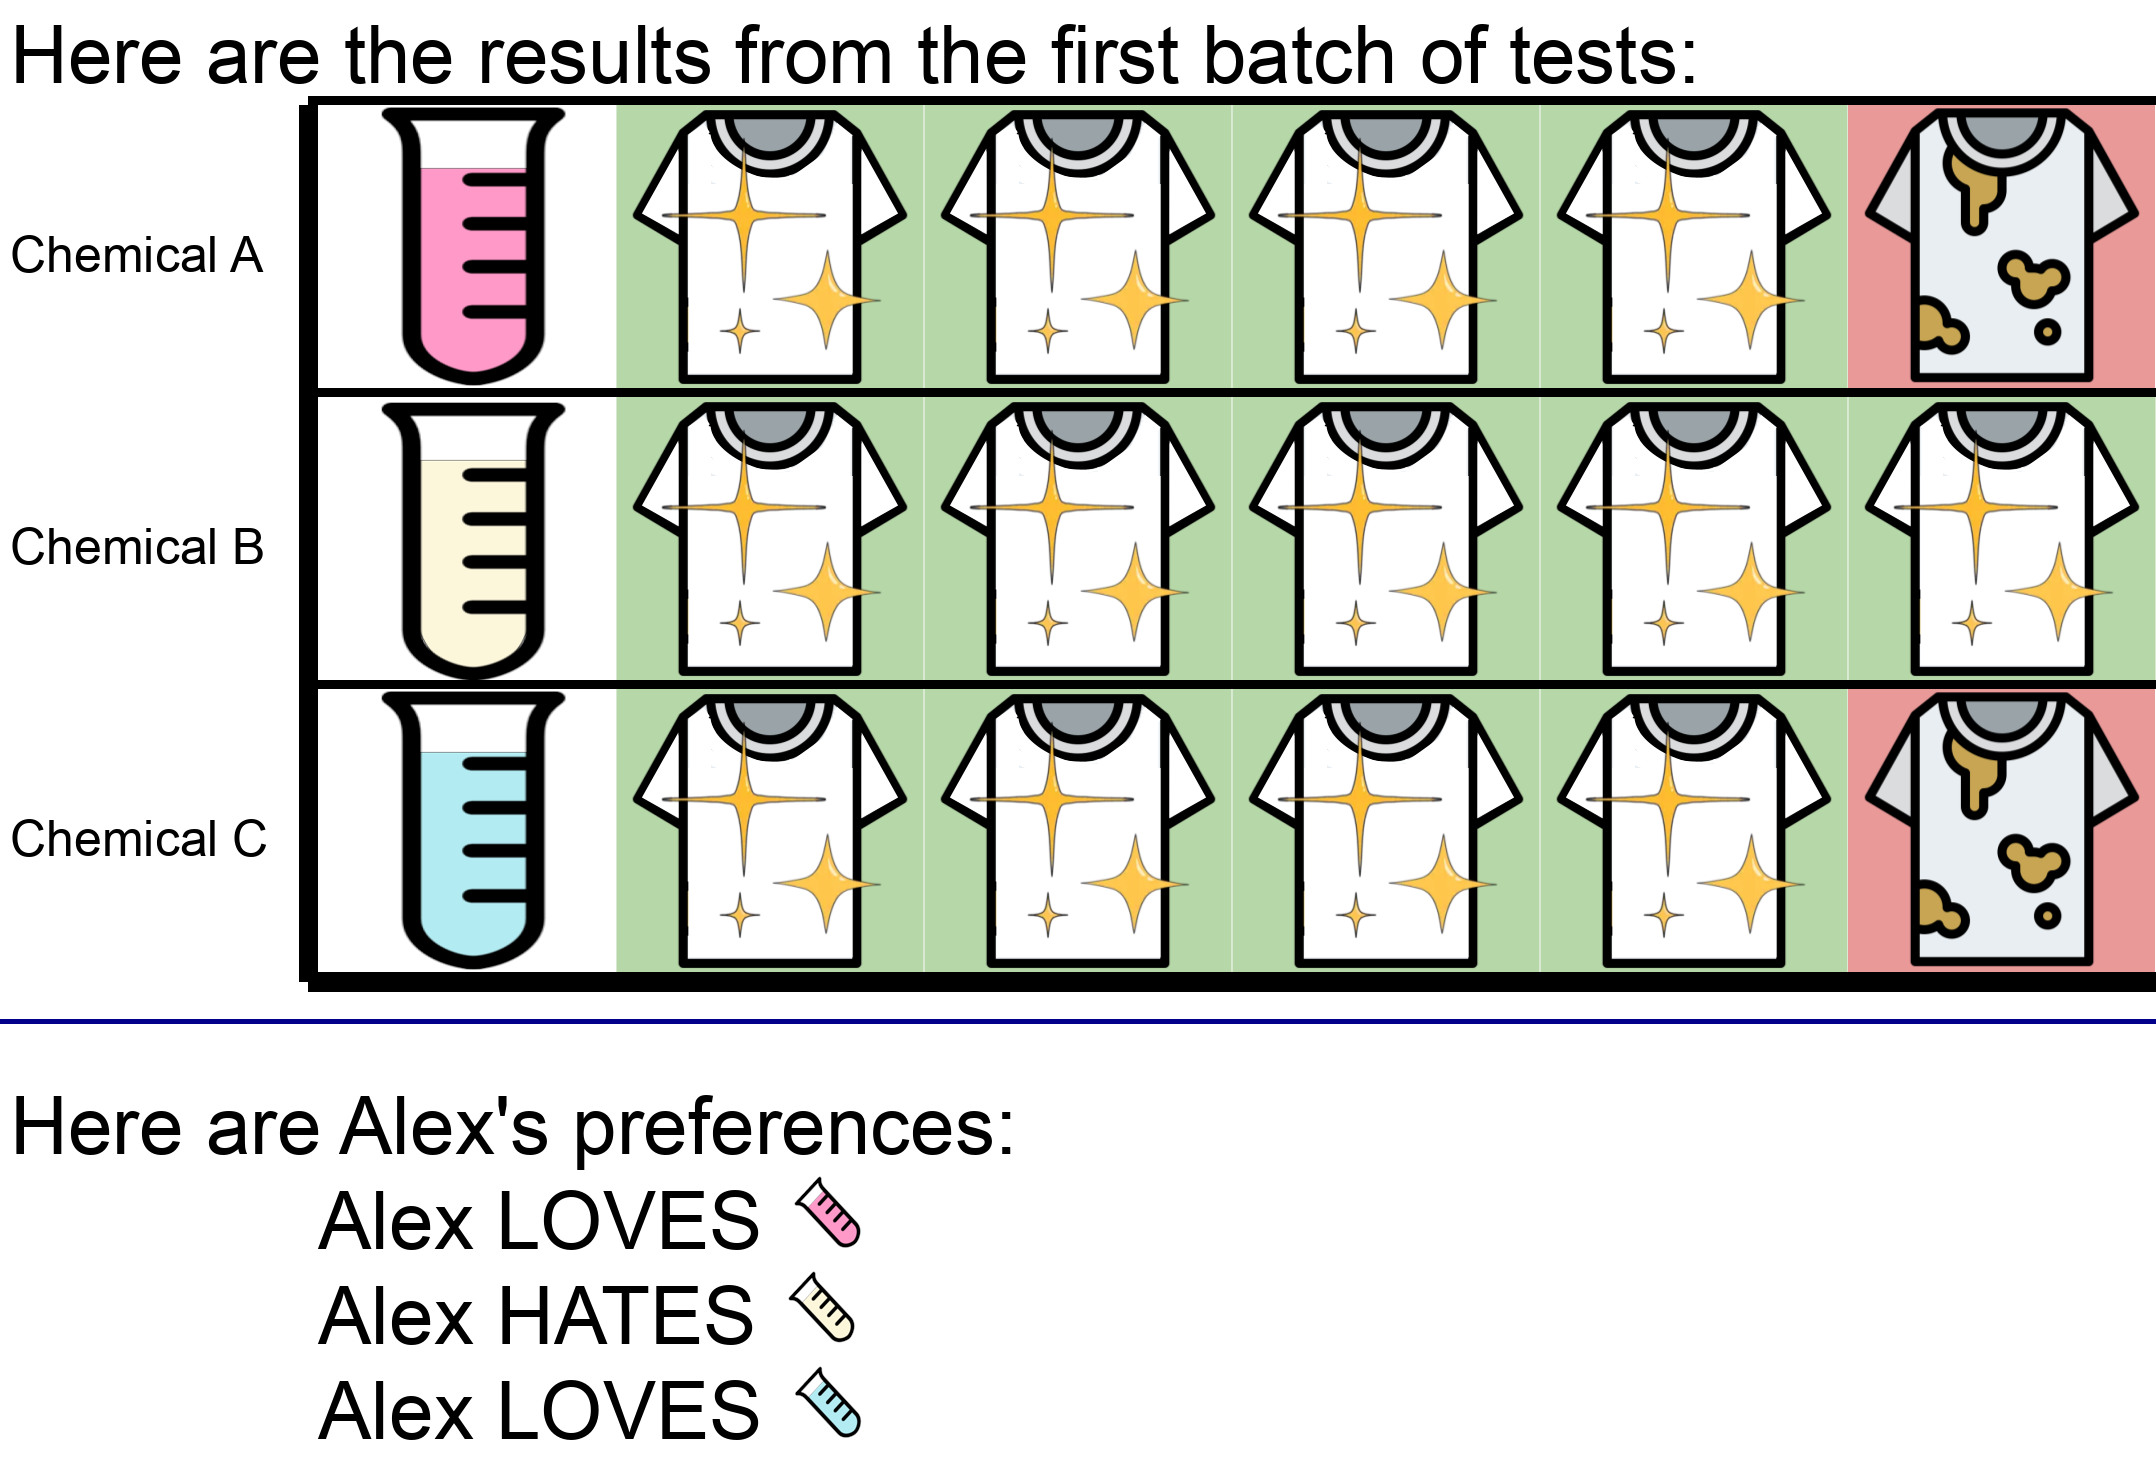 Here are the results from the first batch of tests:
Chemical A
Chemical B
Chemical C
Here are Alex's preferences:
Alex LOVES
Alex HATES
Alex LOVES